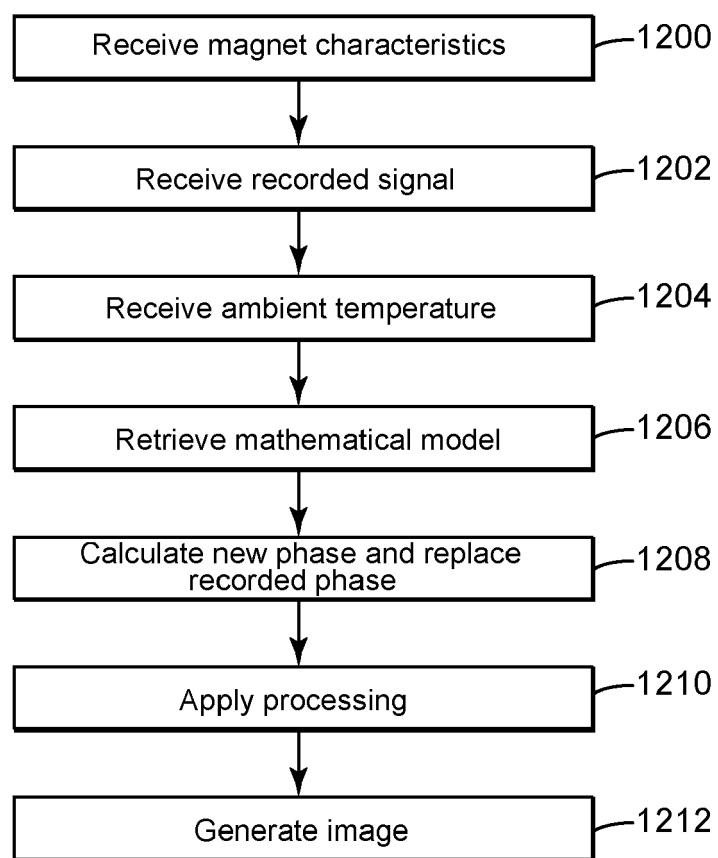 Receive magnet characteristics 1200
Receive recorded signal 1202
Receive ambient temperature 1204
Retrieve mathematical model 1206
Calculate new phase and replace
recorded phase 1208
Apply processing 1210
Generate image 1212